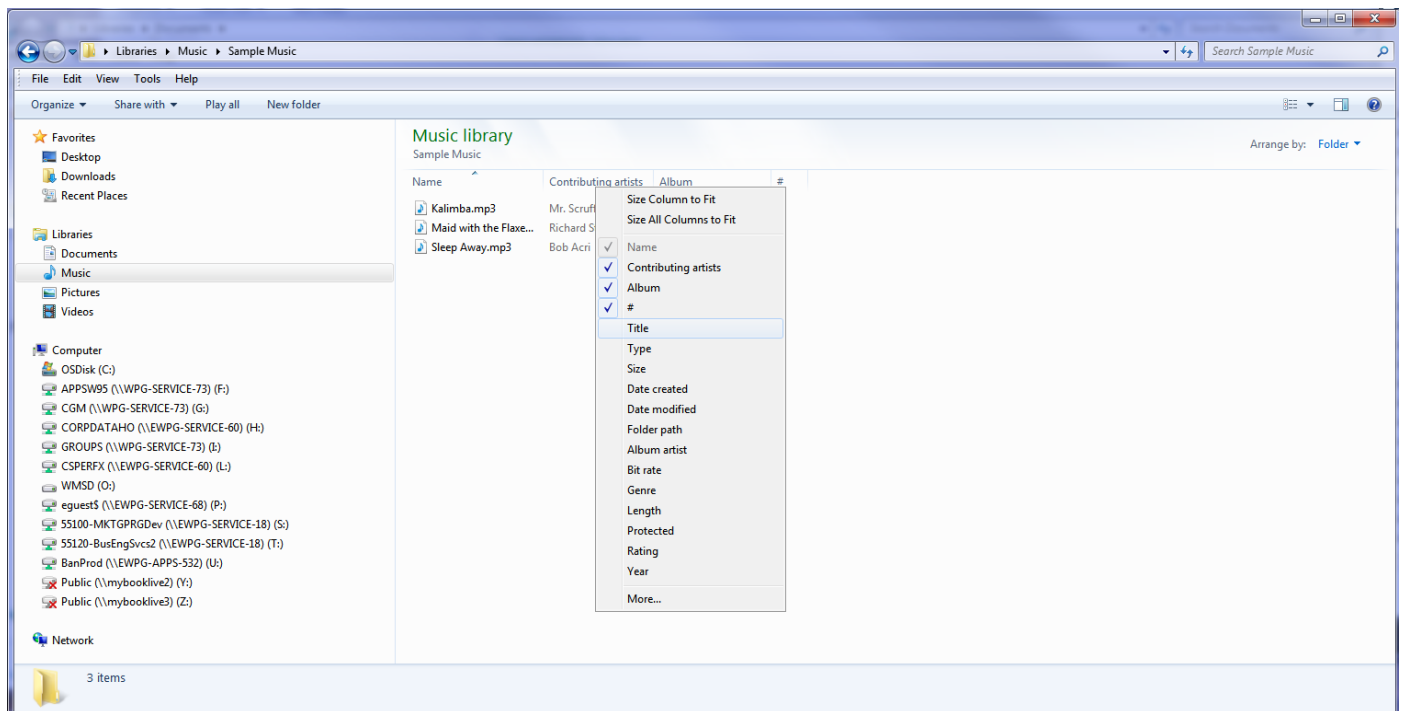 Libraries Music Sample Music
Search Sample Music
File Edit View Tools Help
Organize Share with Play all New folder
Favorites
Desktop
Downloads
Recent Places
Libraries
Documents
Music
Pictures
Videos
Computer
OSDisk (C:)
APPSW95 (\\WPG-SERVICE-73) (F:)
CGM (\\WPG-SERVICE-73) (G:)
CORPDATAHO (\\EWPG-SERVICE-60) (H:)
GROUPS (\\WPG-SERVICE-73) (I:)
CSPERFX (\\EWPG-SERVICE-60) (L:)
WMSD (O:)
eguest$ (\\EWPG-SERVICE-68) (P:)
55100-MKTGPRGDev (\\EWPG-SERVICE-18) (S:)
55120-BusEngSvcs2 (\\EWPG-SERVICE-18) (T:)
BanProd (\\EWPG-APPS-532) (U:)
Public (\\mybooklive2) (Y:)
Public (\\mybooklive3) (Z:)
Network
Music library
Sample Music
Arrange by: Folder
Name Contributing artists Album #
Kalimba.mp3 Mr. Scruff
Maid with the Flaxe... Richard S
Sleep Away.mp3 Bob Acri
Size Column to Fit
Size All Columns to Fit
Name
Contributing artists
Album
#
Title
Type
Size
Date created
Date modified
Folder path
Album artist
Bit rate
Genre
Length
Protected
Rating
Year
More...
3 items